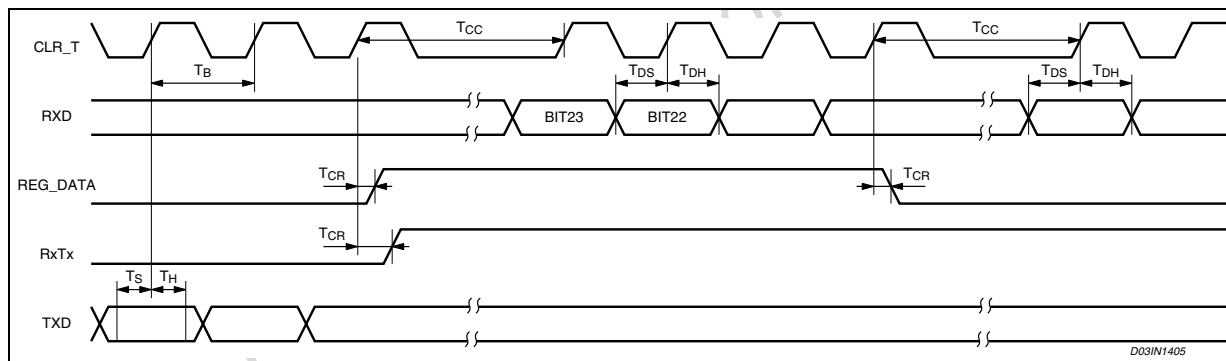 CLR_T
TCC
TCC
TB
TDS
TDH
TDS
TDH
RXD
BIT23
BIT22
REG_DATA
TCR
TCR
RxTx
TCR
TS
TH
TXD
D03IN1405